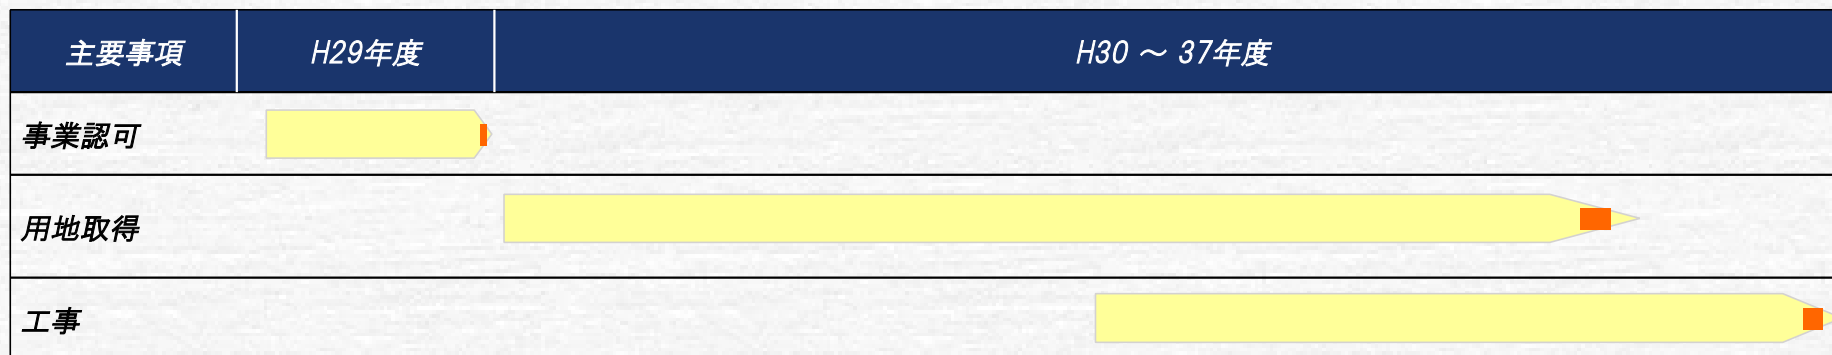 主要事項
H29年度
H30 ～ 37年度
事業認可
用地取得
工事